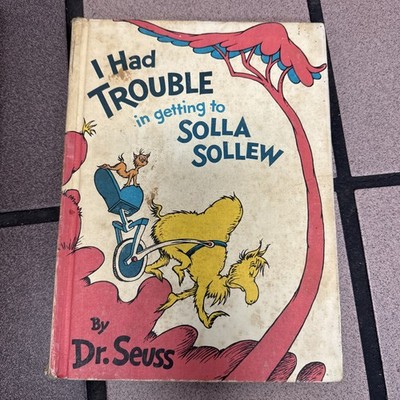 I Had
TROUBLE
in getting to
SOLLA
SOLLEW
By
Dr. Seuss